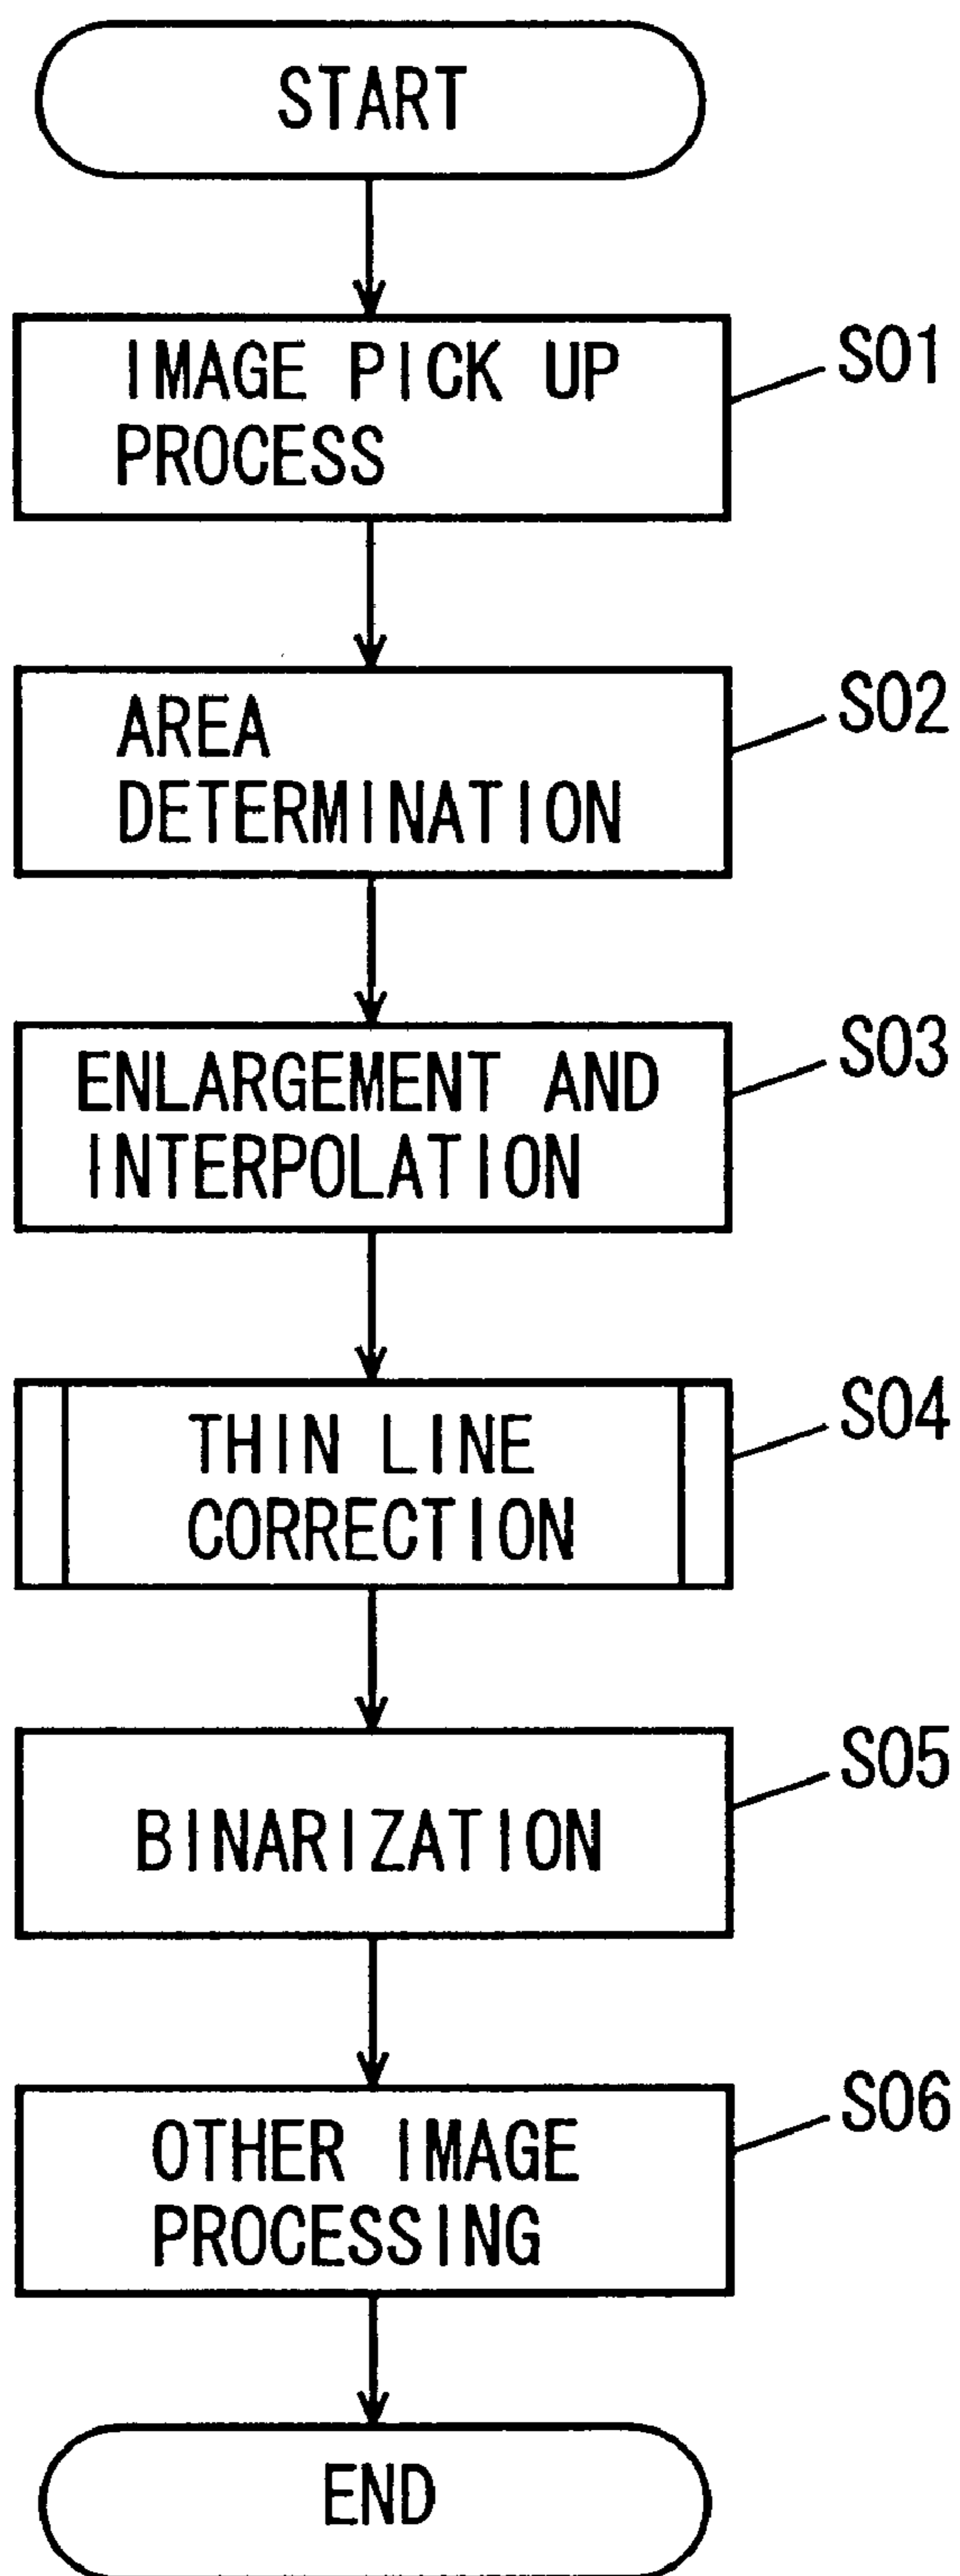 START
IMAGE PICK UP
PROCESS
S01
AREA
DETERMINATION
S02
ENLARGEMENT AND
INTERPOLATION
S03
THIN LINE
CORRECTION
S04
BINARIZATION
S05
OTHER IMAGE
PROCESSING
S06
END